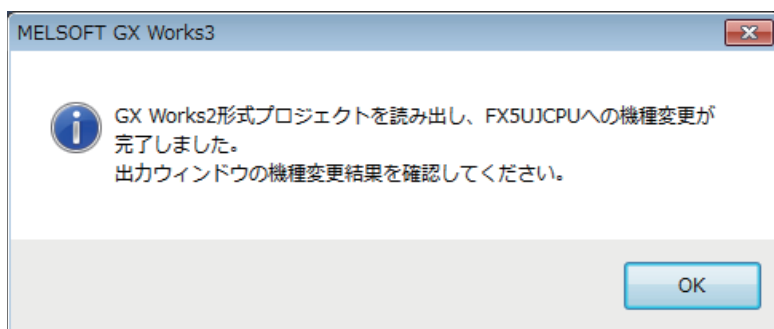 MELSOFT GX Works3
GX Works2形式プロジェクトを読み出し、FX5UJCPUへの機種変更が
完了しました。
出力ウィンドウの機種変更結果を確認してください。
OK